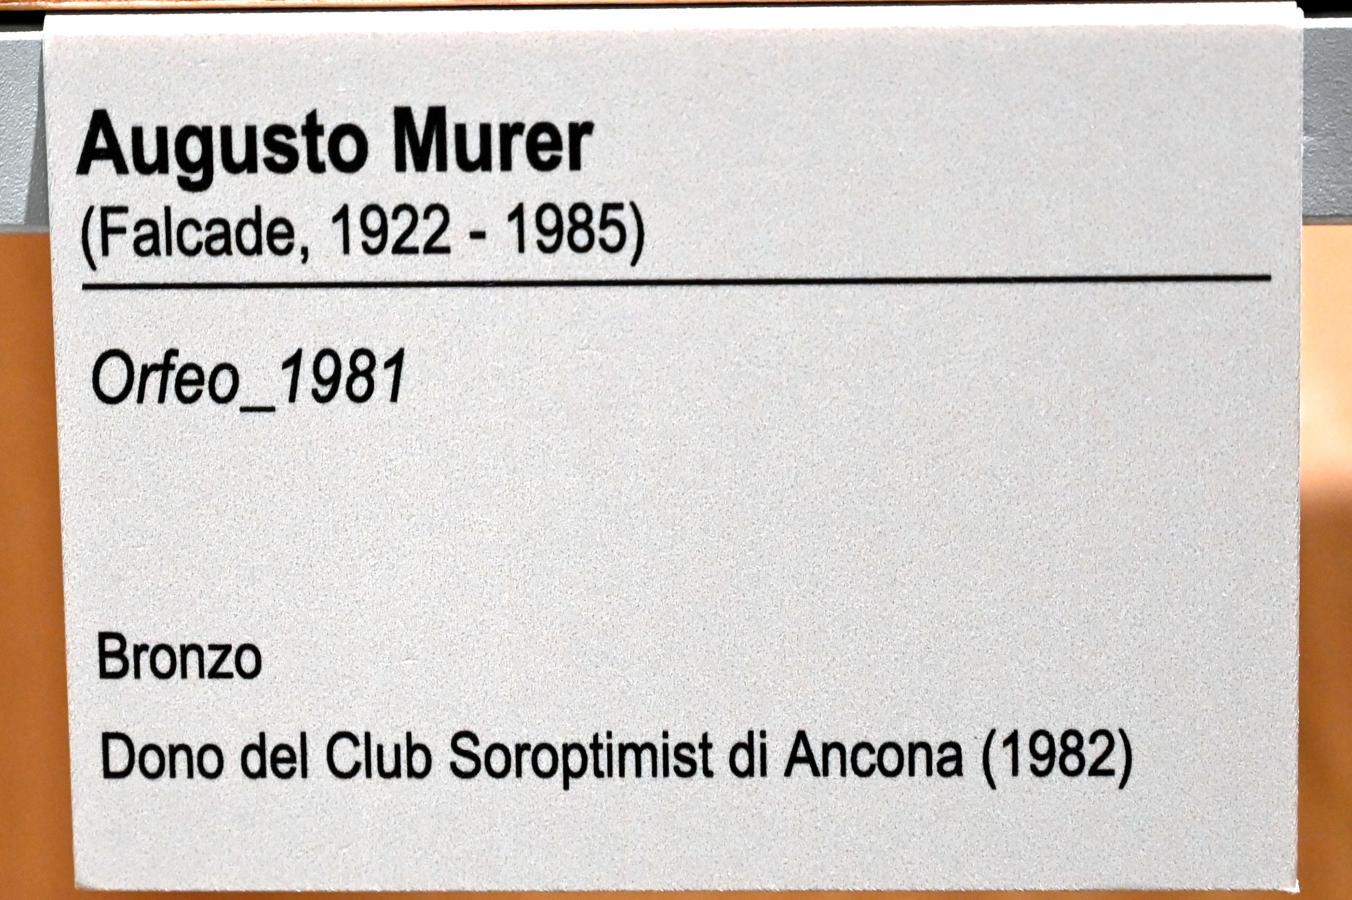 Augusto Murer
(Falcade, 1922 - 1985)
Orfeo_1981
Bronzo
Dono del Club Soroptimist di Ancona (1982)